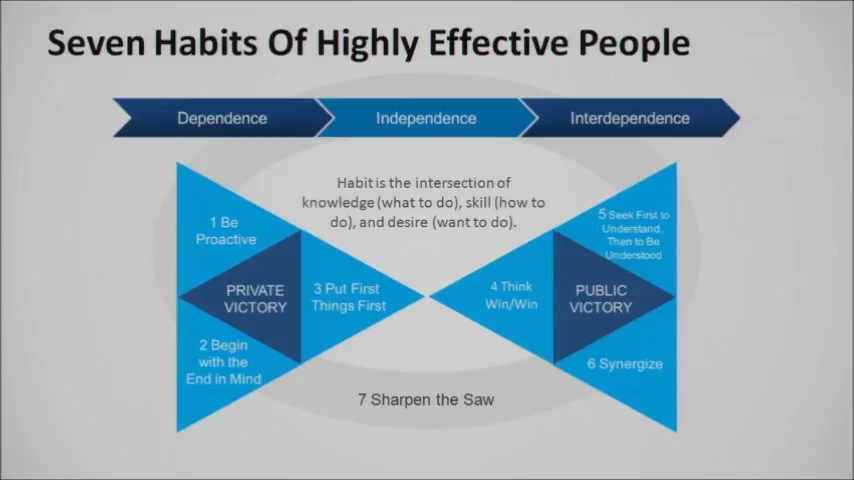 Seven Habits Of Highly Effective People
Dependence
Independence
Interdependence
Habit is the intersection of
knowledge (what to do), skill (how to
do), and desire (want to do).
1 Be
Proactive
PRIVATE
VICTORY
2 Begin
with the
End in Mind
3 Put First
Things First
4 Think
Win/Win
5 Seek First to
Understand..
Then to Be
Understood
PUBLIC
VICTORY
6 Synergize
7 Sharpen the Saw